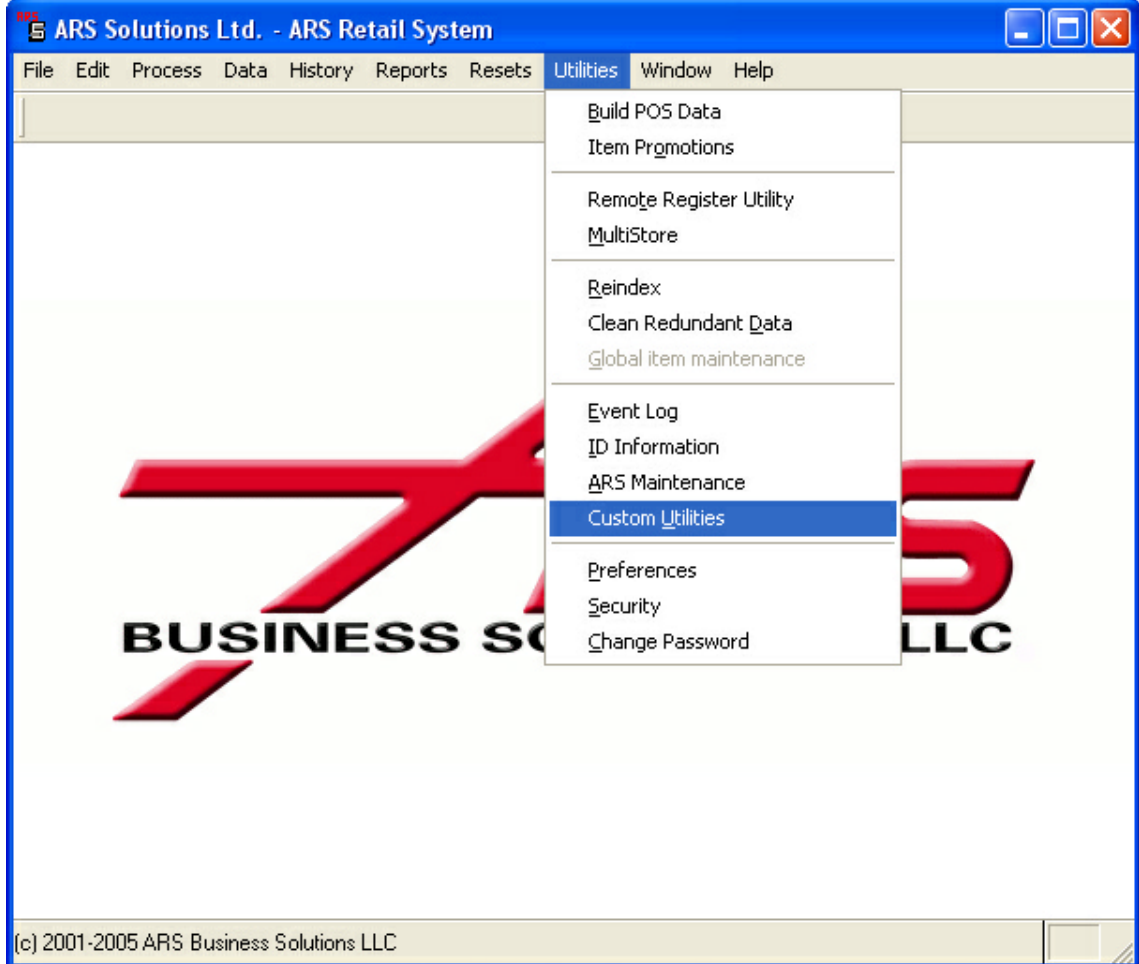 ARS Solutions Ltd. - ARS Retail System
File Edit Process Data History Reports Resets Utilities Window Help
Build POS Data
Item Promotions
Remote Register Utility
MultiStore
Reindex
Clean Redundant Data
Global item maintenance
Event Log
ID Information
ARS Maintenance
Custom Utilities
Preferences
Security
Change Password
BUSINESS SO LLC
(c) 2001-2005 ARS Business Solutions LLC